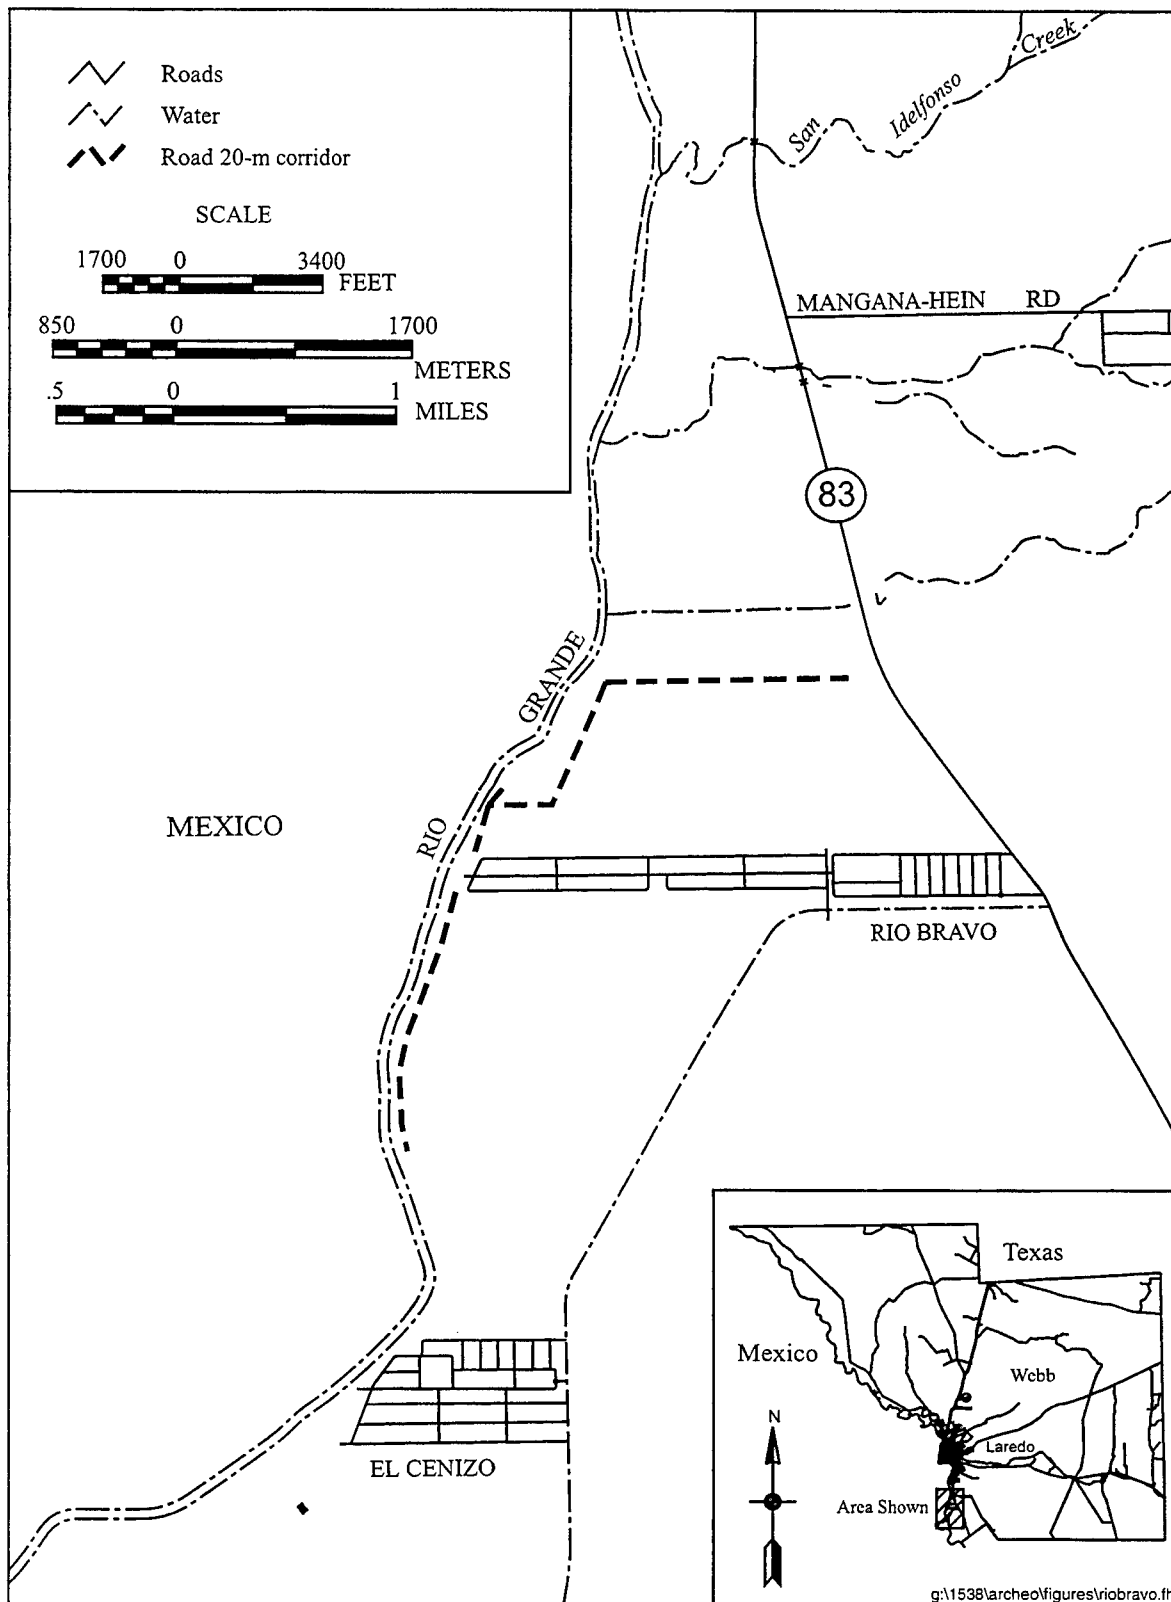 Roads
Water
Road 20-m corridor
SCALE
1700 0 3400
FEET
850 0 1700
METERS
.5 0 1
MILES
San Idelfonso Creek
MANGANA-HEIN RD
83
RIO GRANDE
MEXICO
RIO BRAVO
EL CENIZO
Texas
Mexico
Webb
Laredo
N
Area Shown
g:\1538\archeo\figures\riobravo.fh